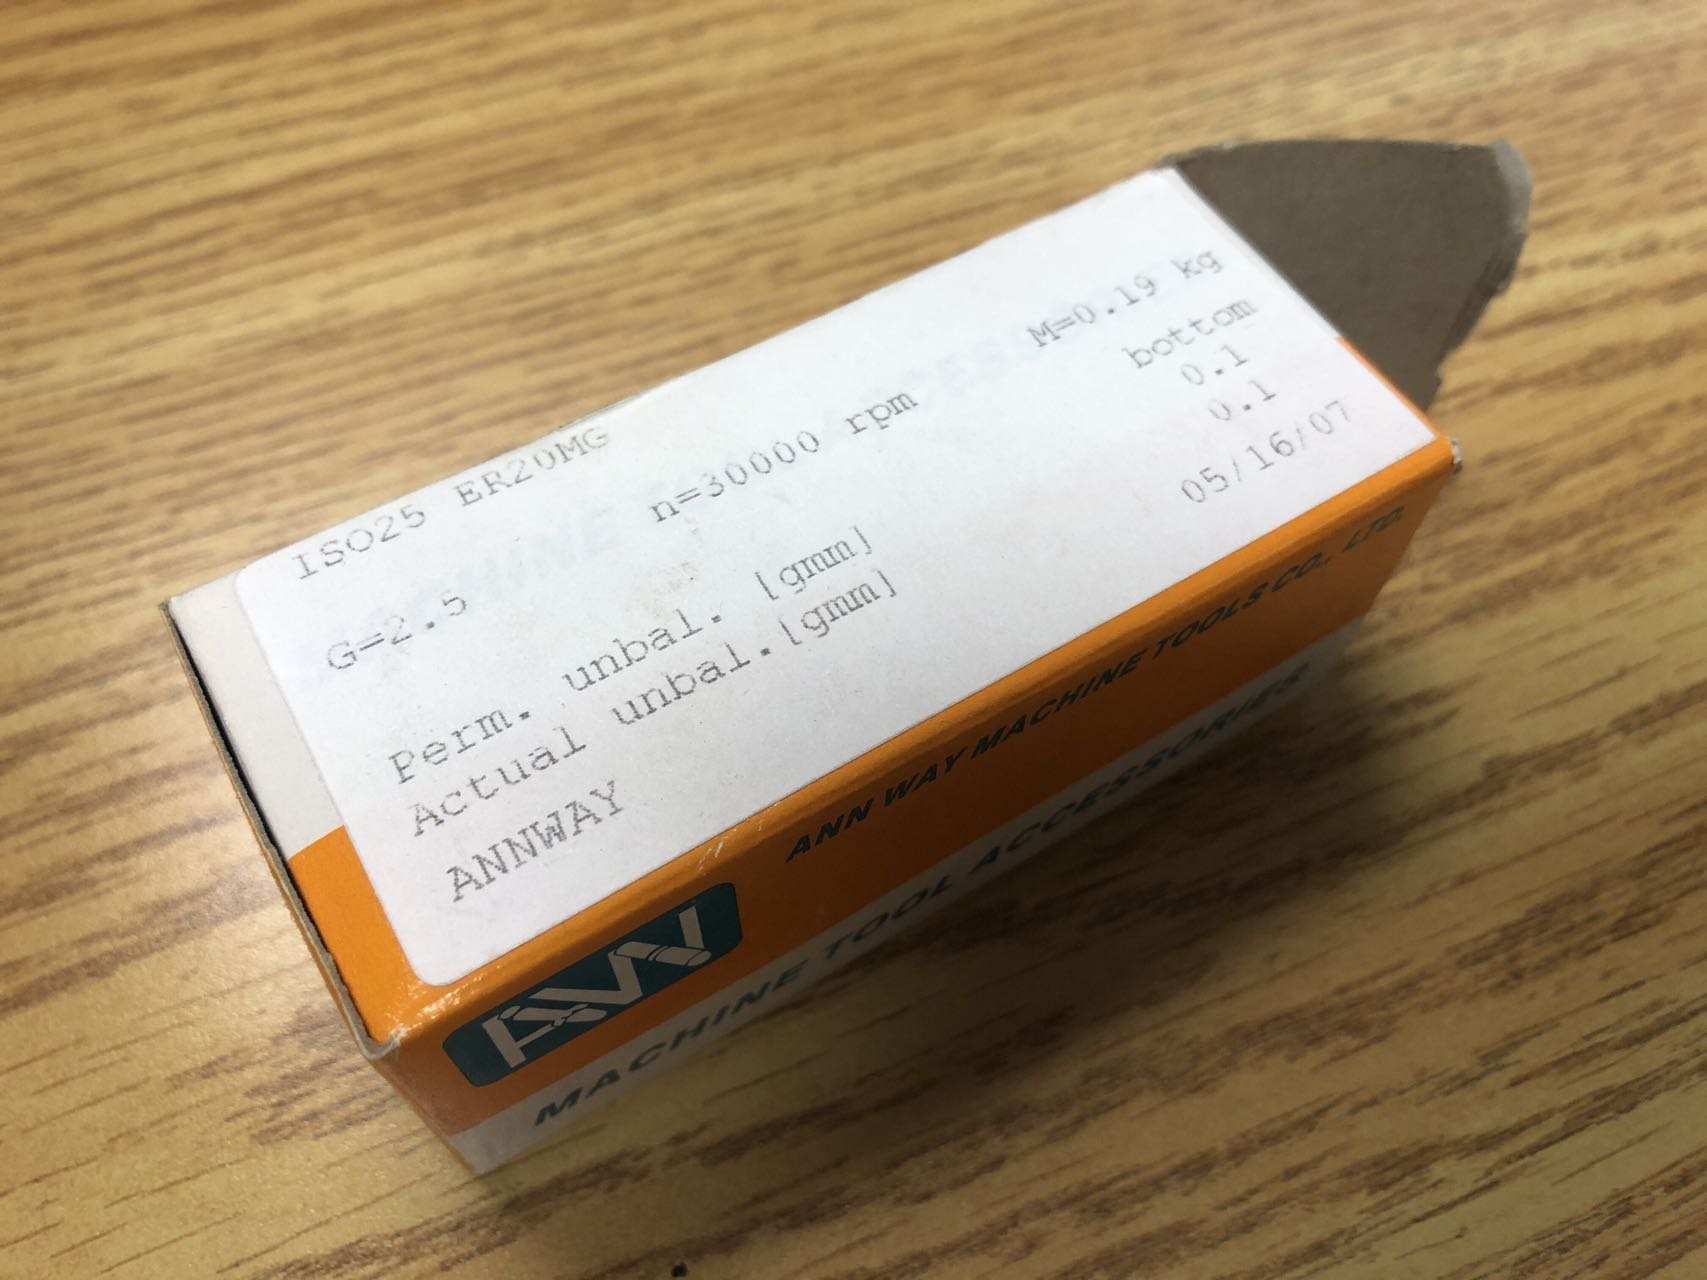 ISO25 ER20MG
G=2.5 n=30000 rpm M=0.19 kg
bottom
Perm. unbal. [gmm] 0.1
Actual unbal.[gmm] 0.1
ANNWAY 05/16/07
AW
ANN WAY MACHINE TOOLS CO., LTD.
MACHINE TOOL ACCESSORIES